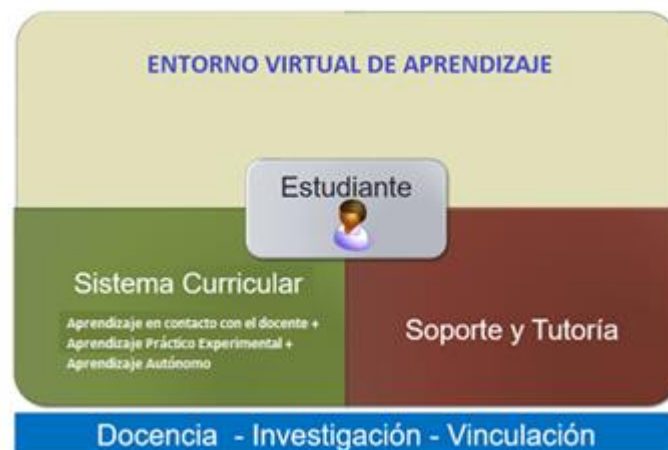 ENTORNO VIRTUAL DE APRENDIZAJE
Estudiante
Sistema Curricular
Aprendizaje en contacto con el docente +
Aprendizaje Práctico Experimental +
Aprendizaje Autónomo
Soporte y Tutoría
Docencia - Investigación - Vinculación